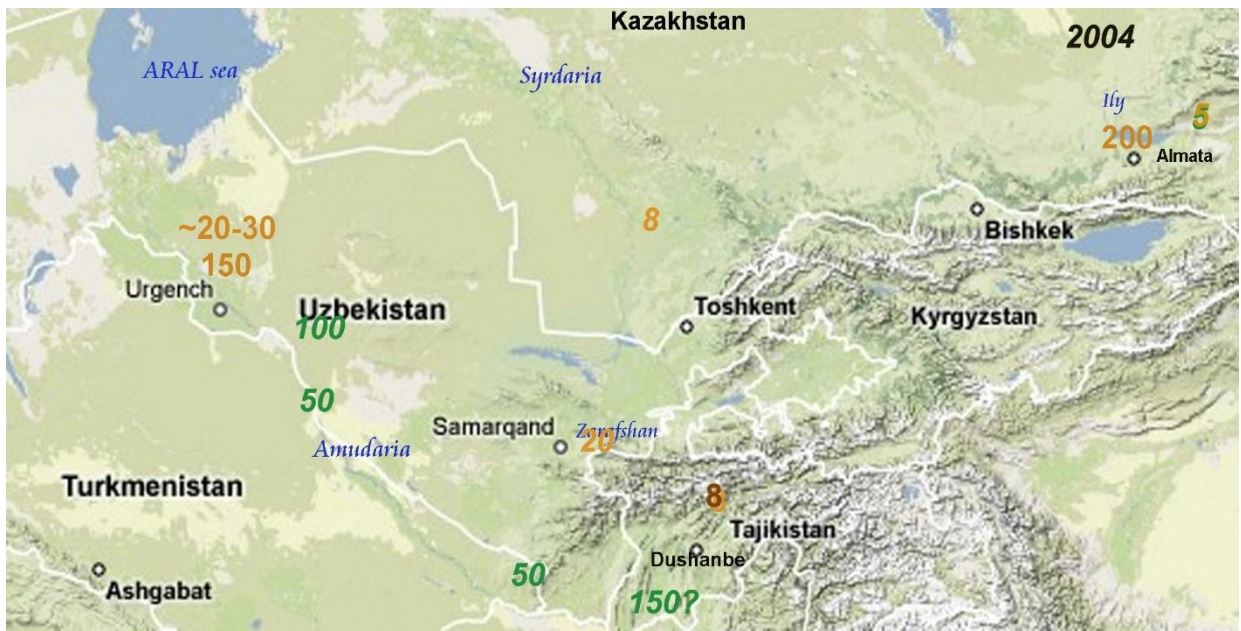 Kazakhstan
2004
ARAL sea
Syrdaria
Ily
5
200
Almata
~20-30
8
150
Bishkek
Urgench
Uzbekistan
Toshkent
Kyrgyzstan
100
50
Samarqand
Zarafshan
20
Amudaria
Turkmenistan
8
Tajikistan
Dushanbe
Ashgabat
50
150?